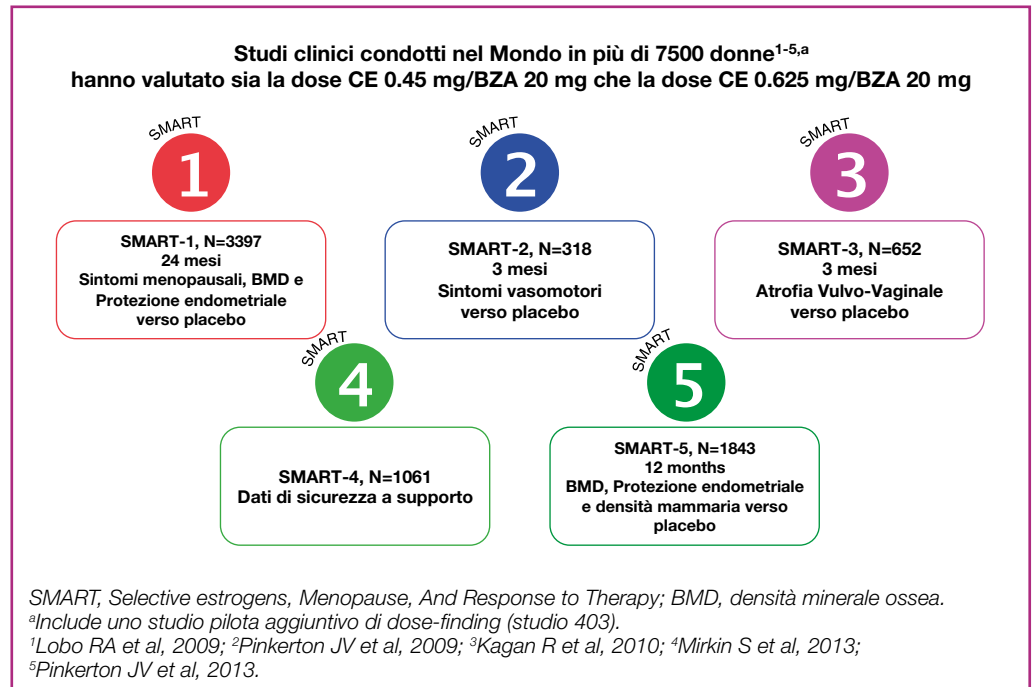 Studi clinici condotti nel Mondo in più di 7500 donne1-5,a
hanno valutato sia la dose CE 0.45 mg/BZA 20 mg che la dose CE 0.625 mg/BZA 20 mg
SMART
1
SMART-1, N=3397
24 mesi
Sintomi menopausali, BMD e
Protezione endometriale
verso placebo
SMART
2
SMART-2, N=318
3 mesi
Sintomi vasomotori
verso placebo
SMART
3
SMART-3, N=652
3 mesi
Atrofia Vulvo-Vaginale
verso placebo
SMART
4
SMART-4, N=1061
Dati di sicurezza a supporto
SMART
5
SMART-5, N=1843
12 months
BMD, Protezione endometriale
e densità mammaria verso
placebo
SMART, Selective estrogens, Menopause, And Response to Therapy; BMD, densità minerale ossea.
aInclude uno studio pilota aggiuntivo di dose-finding (studio 403).
1Lobo RA et al, 2009; 2Pinkerton JV et al, 2009; 3Kagan R et al, 2010; 4Mirkin S et al, 2013;
5Pinkerton JV et al, 2013.